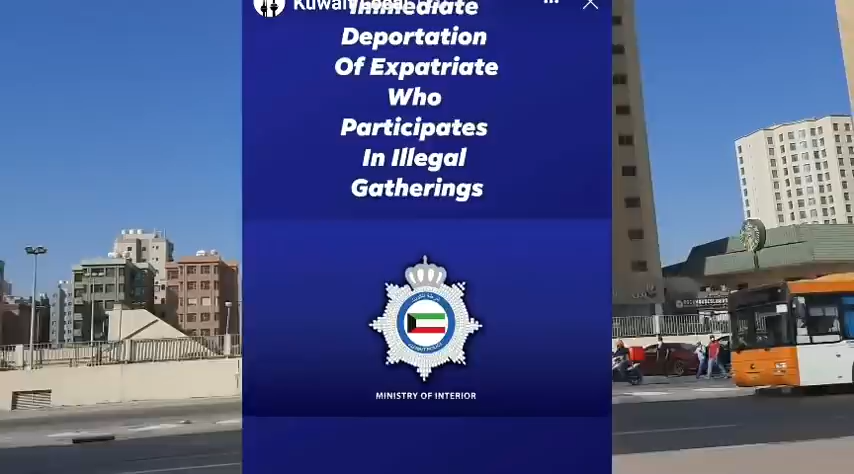 Immediate
Deportation
Of Expatriate
Who
Participates
In Illegal
Gatherings
MINISTRY OF INTERIOR